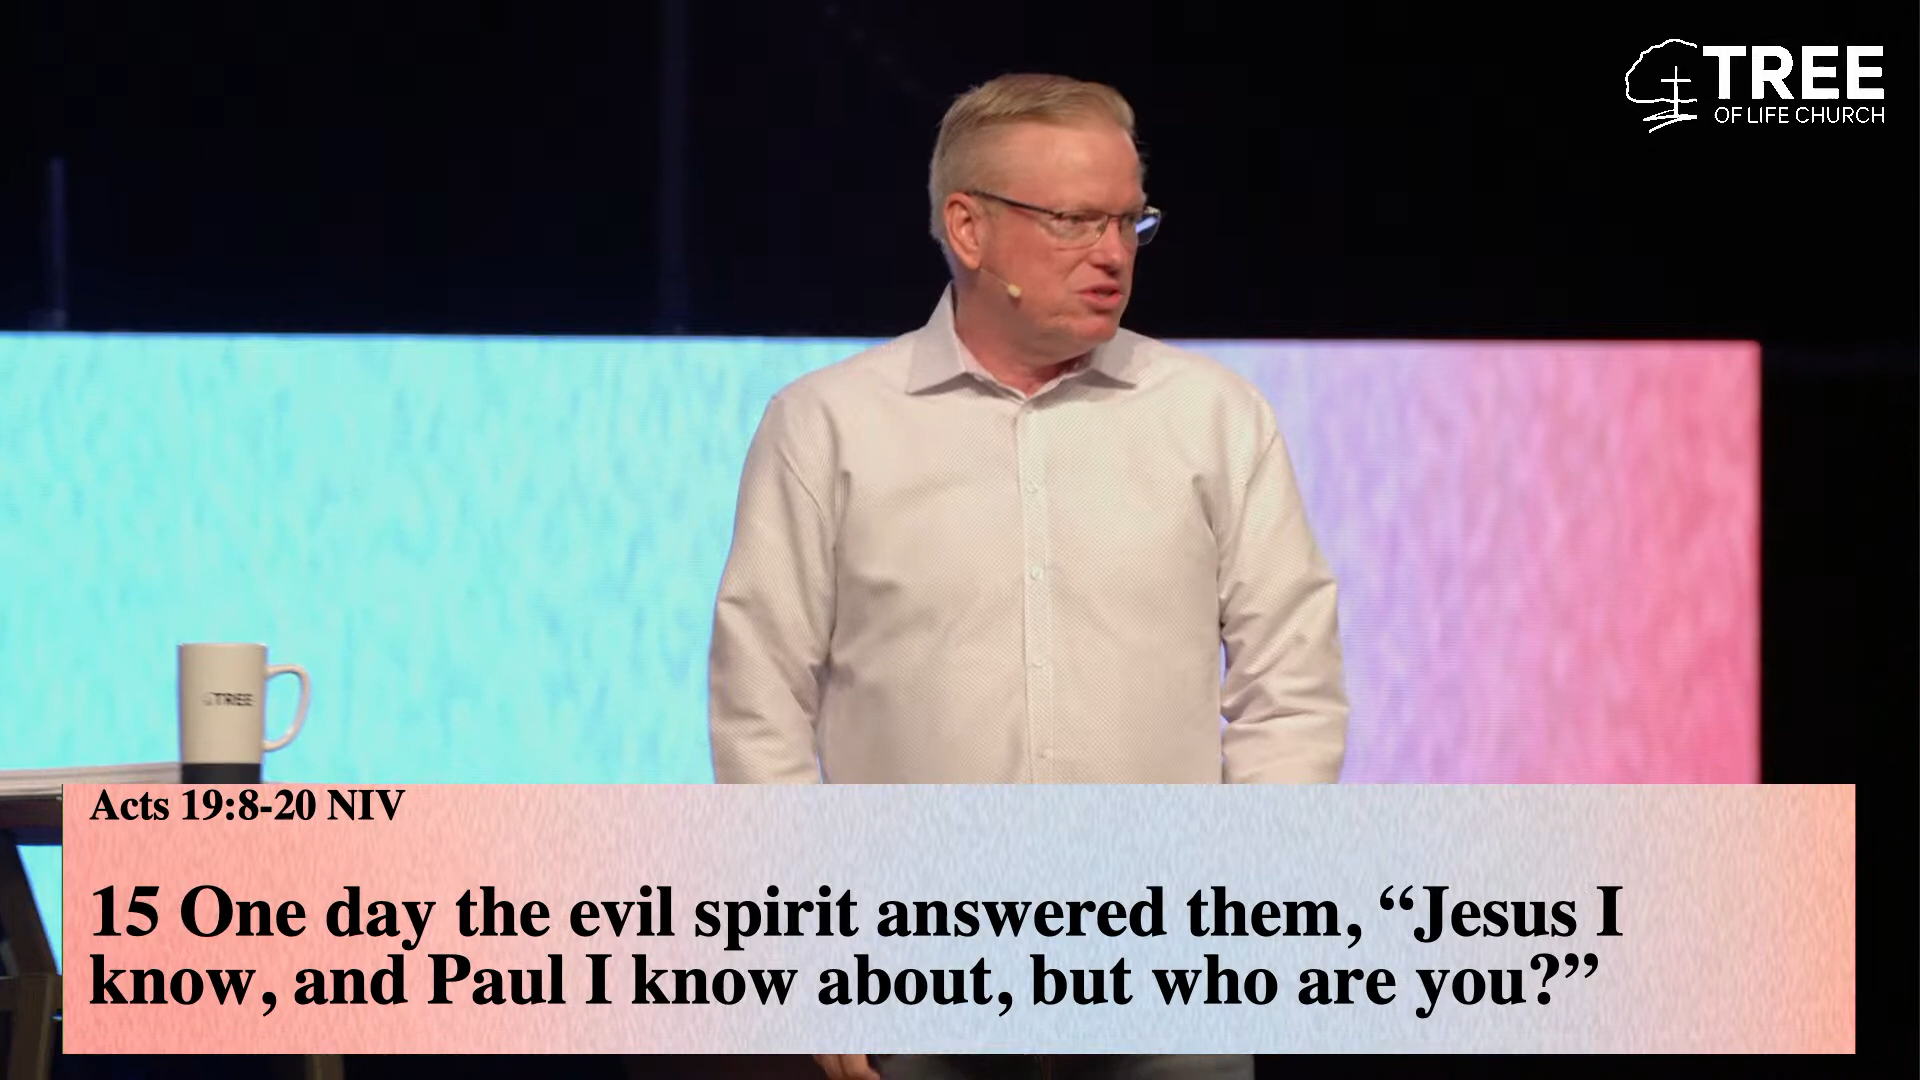 TREE
OF LIFE CHURCH
TREE
Acts 19:8-20 NIV
15 One day the evil spirit answered them, “Jesus I
know, and Paul I know about, but who are you?”